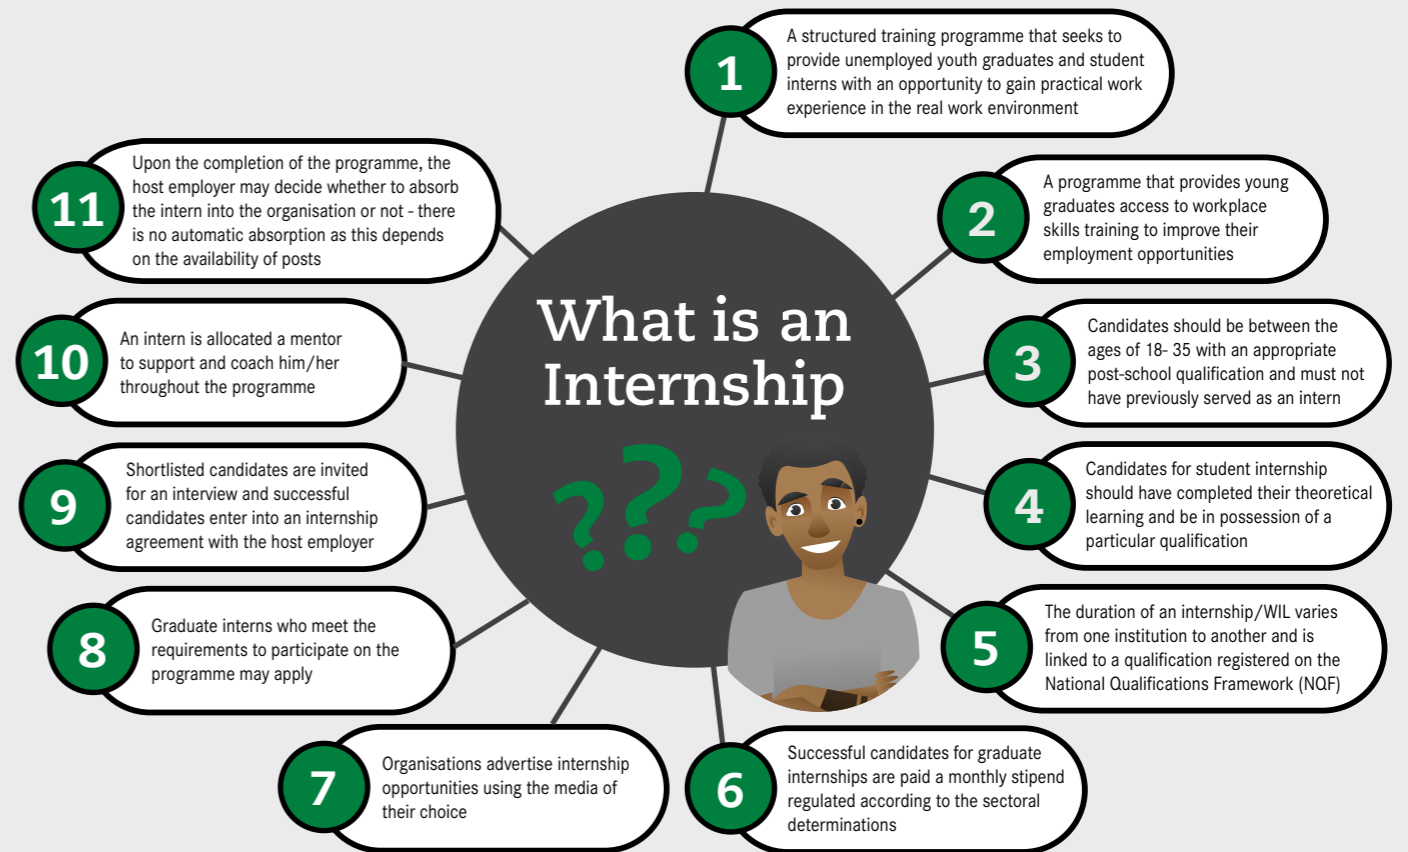 What is an
Internship
???
1
A structured training programme that seeks to
provide unemployed youth graduates and student
interns with an opportunity to gain practical work
experience in the real work environment
2
A programme that provides young
graduates access to workplace
skills training to improve their
employment opportunities
3
Candidates should be between the
ages of 18- 35 with an appropriate
post-school qualification and must not
have previously served as an intern
4
Candidates for student internship
should have completed their theoretical
learning and be in possession of a
particular qualification
5
The duration of an internship/WIL varies
from one institution to another and is
linked to a qualification registered on the
National Qualifications Framework (NQF)
6
Successful candidates for graduate
internships are paid a monthly stipend
regulated according to the sectoral
determinations
7
Organisations advertise internship
opportunities using the media of
their choice
8
Graduate interns who meet the
requirements to participate on the
programme may apply
9
Shortlisted candidates are invited
for an interview and successful
candidates enter into an internship
agreement with the host employer
10
An intern is allocated a mentor
to support and coach him/her
throughout the programme
11
Upon the completion of the programme, the
host employer may decide whether to absorb
the intern into the organisation or not - there
is no automatic absorption as this depends
on the availability of posts